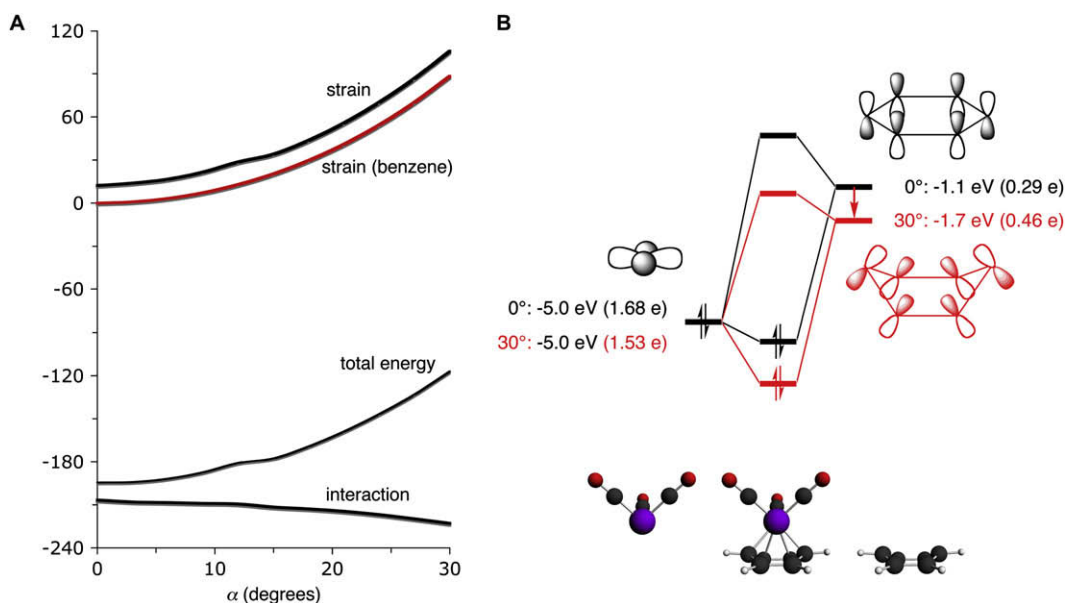 A
120
60
0
-60
-120
-180
-240
strain
strain (benzene)
total energy
interaction
0
10
20
30
α (degrees)
B
0°: -1.1 eV (0.29 e)
30°: -1.7 eV (0.46 e)
0°: -5.0 eV (1.68 e)
30°: -5.0 eV (1.53 e)